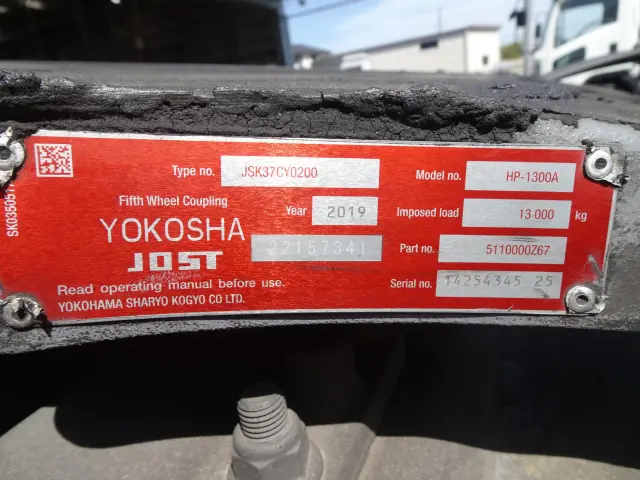 Type no. JSK37CY0200 Model no. HP-1300A
Fifth Wheel Coupling Year 2019 Imposed load 13 000 kg
YOKOSHA 22157341 Part no. 5110000Z67
JOST Serial no. 14254345 25
Read operating manual before use.
YOKOHAMA SHARYO KOGYO CO LTD.